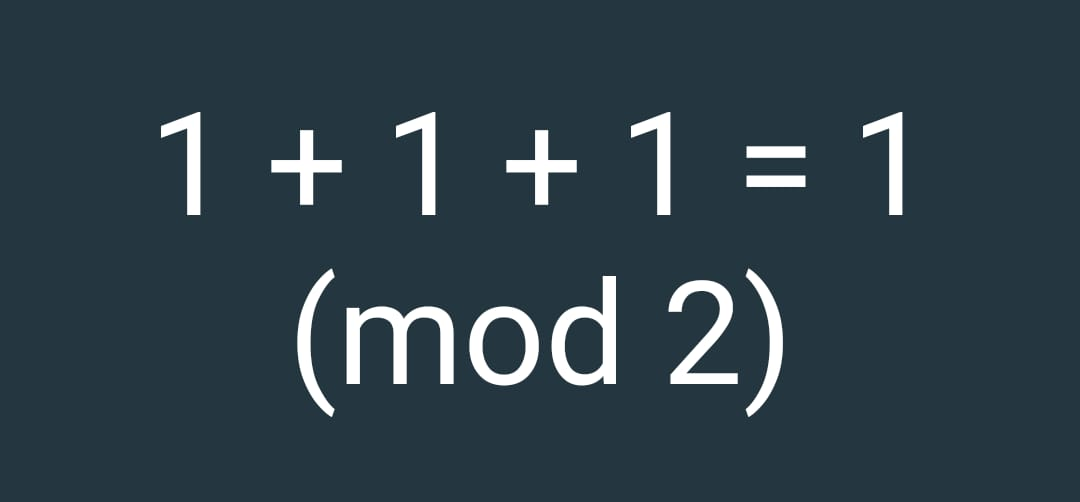 1 + 1 + 1 = 1
(mod 2)